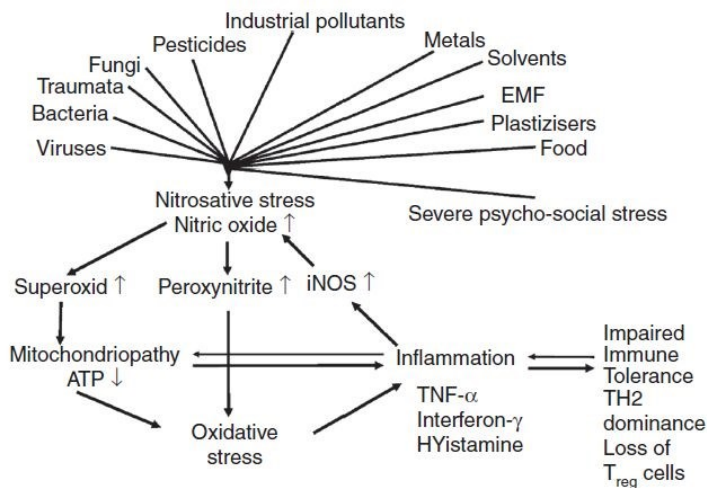 Industrial pollutants
Pesticides
Metals
Fungi
Solvents
Traumata
EMF
Bacteria
Plastizisers
Viruses
Food
Nitrosative stress
Nitric oxide ↑
Severe psycho-social stress
Superoxid ↑
Peroxynitrite ↑
iNOS ↑
Mitochondriopathy
ATP ↓
Inflammation
TNF-α
Interferon-γ
HYistamine
Impaired
Immune
Tolerance
TH2
dominance
Loss of
Treg cells
Oxidative
stress